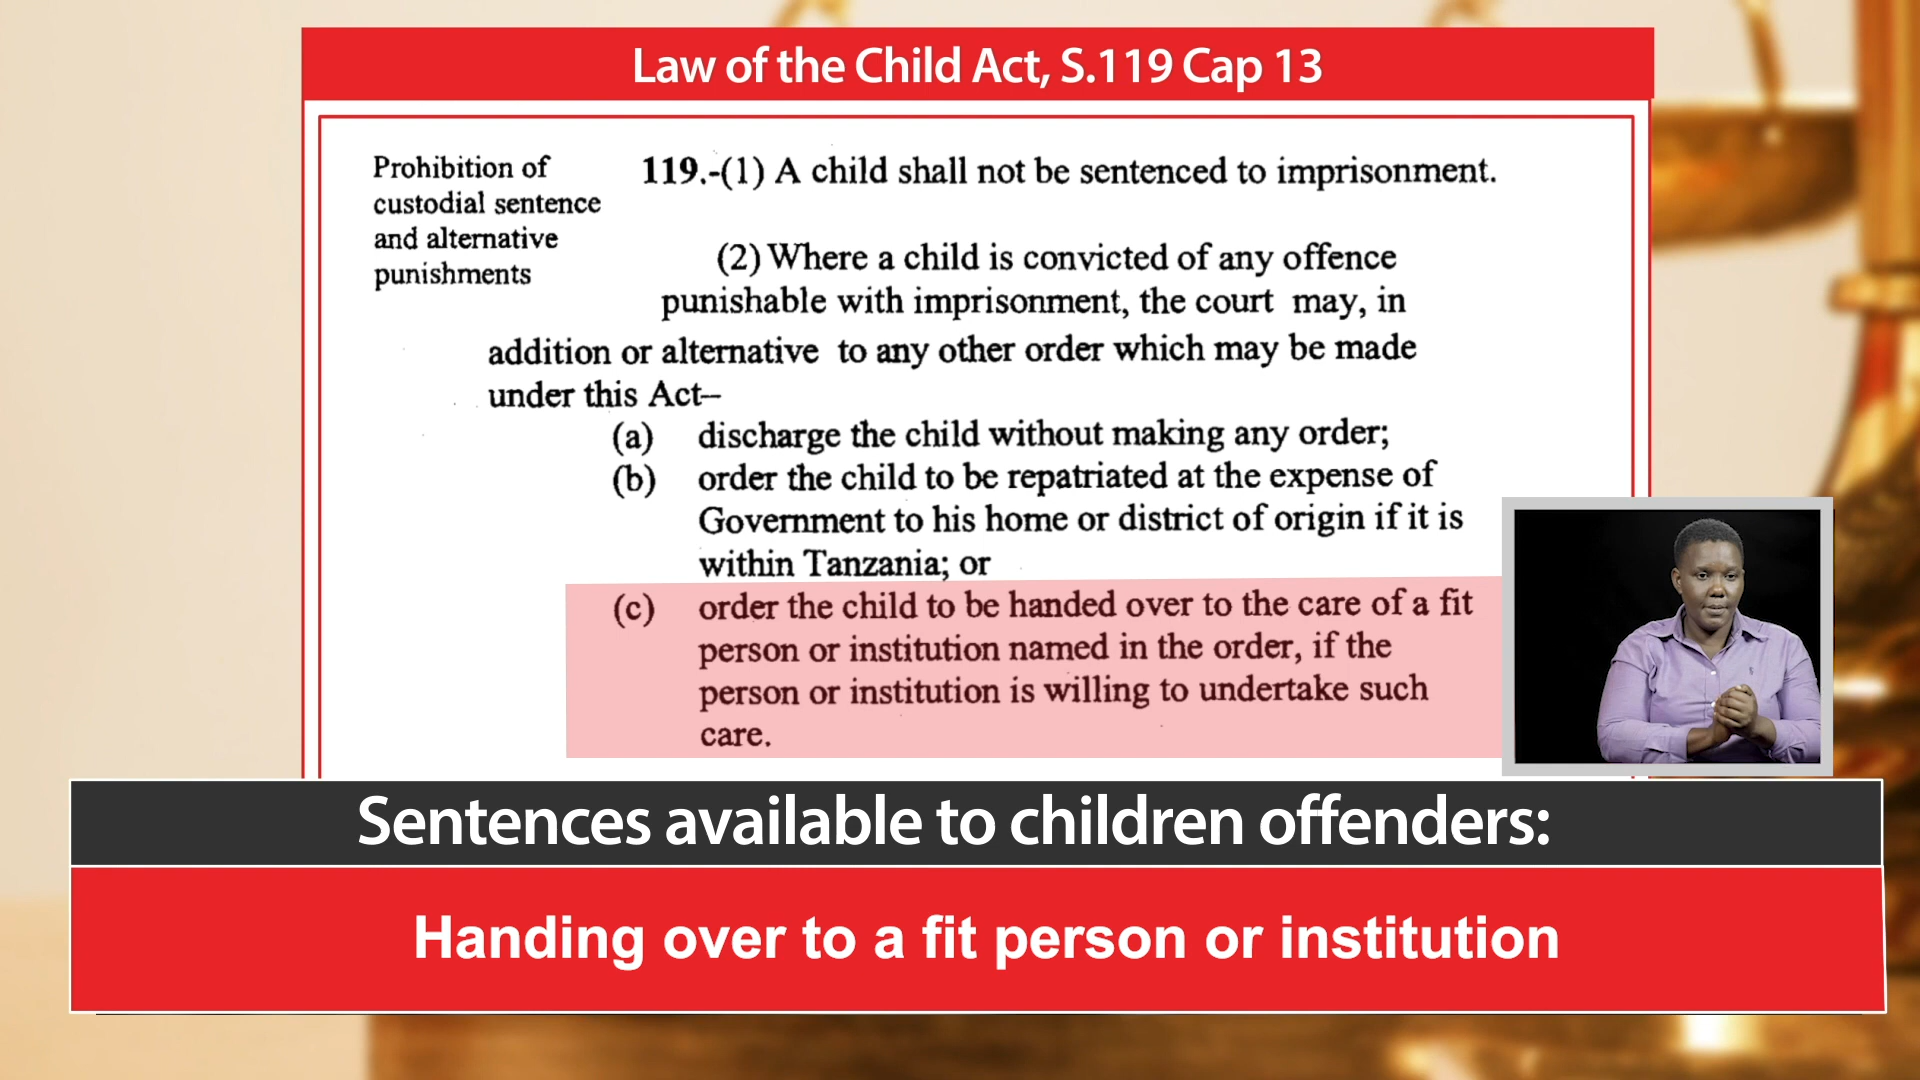 Law of the Child Act, S.119 Cap 13
Prohibition of
custodial sentence
and alternative
punishments
119.-(1) A child shall not be sentenced to imprisonment.
(2) Where a child is convicted of any offence
punishable with imprisonment, the court may, in
addition or alternative to any other order which may be made
under this Act–
(a) discharge the child without making any order;
(b) order the child to be repatriated at the expense of
Government to his home or district of origin if it is
within Tanzania; or
(c) order the child to be handed over to the care of a fit
person or institution named in the order, if the
person or institution is willing to undertake such
care.
Sentences available to children offenders:
Handing over to a fit person or institution